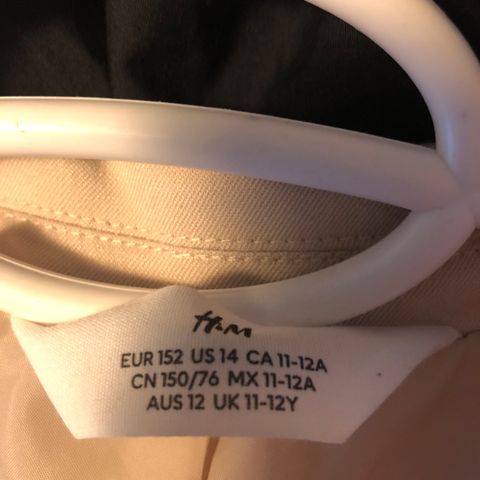 H&M
EUR 152 US 14 CA 11-12A
CN 150/76 MX 11-12A
AUS 12 UK 11-12Y